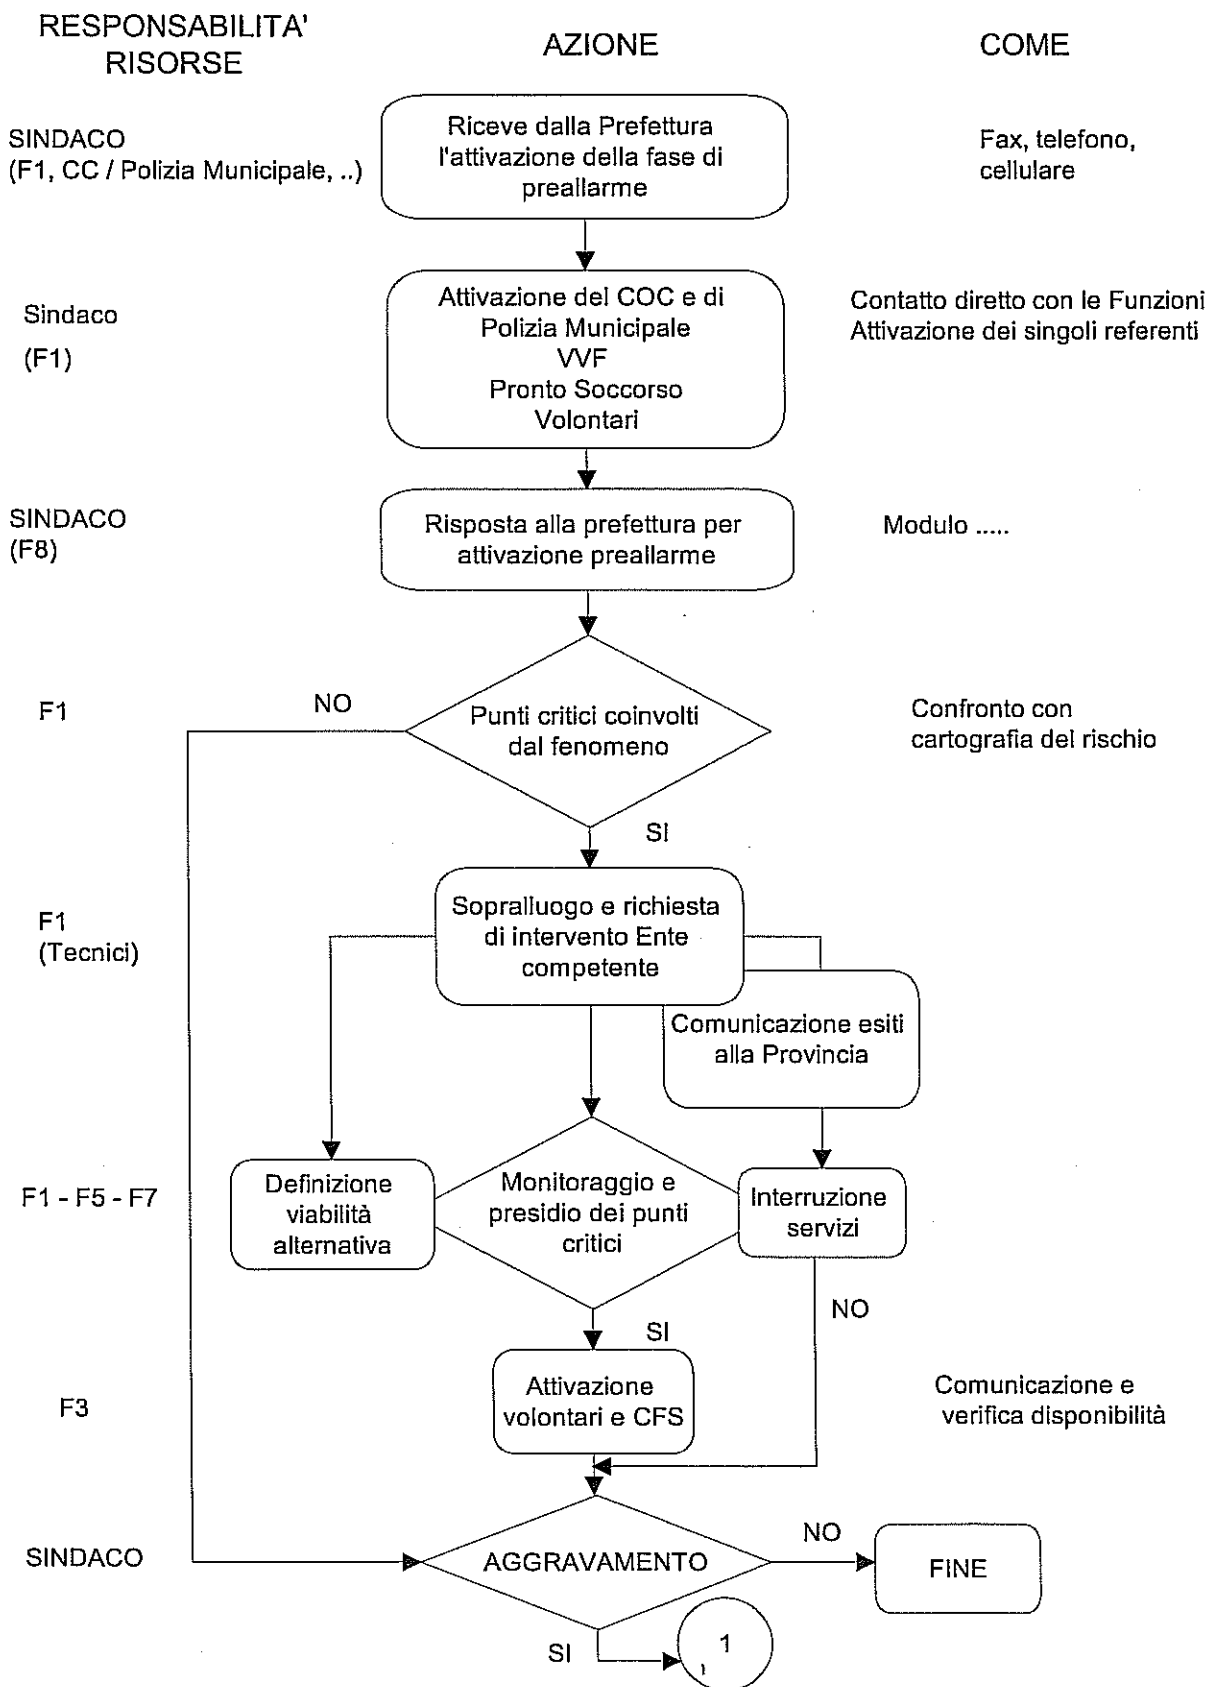 RESPONSABILITA'
RISORSE
AZIONE
COME
SINDACO
(F1, CC / Polizia Municipale, ..)
Riceve dalla Prefettura
l'attivazione della fase di
preallarme
Fax, telefono,
cellulare
Sindaco
(F1)
Attivazione del COC e di
Polizia Municipale
VVF
Pronto Soccorso
Volontari
Contatto diretto con le Funzioni
Attivazione dei singoli referenti
SINDACO
(F8)
Risposta alla prefettura per
attivazione preallarme
Modulo .....
F1
NO
Punti critici coinvolti
dal fenomeno
Confronto con
cartografia del rischio
SI
F1
(Tecnici)
Sopralluogo e richiesta
di intervento Ente
competente
Comunicazione esiti
alla Provincia
F1 - F5 - F7
Definizione
viabilità
alternativa
Monitoraggio e
presidio dei punti
critici
Interruzione
servizi
NO
SI
F3
Attivazione
volontari e CFS
Comunicazione e
verifica disponibilità
SINDACO
AGGRAVAMENTO
NO
FINE
SI
1